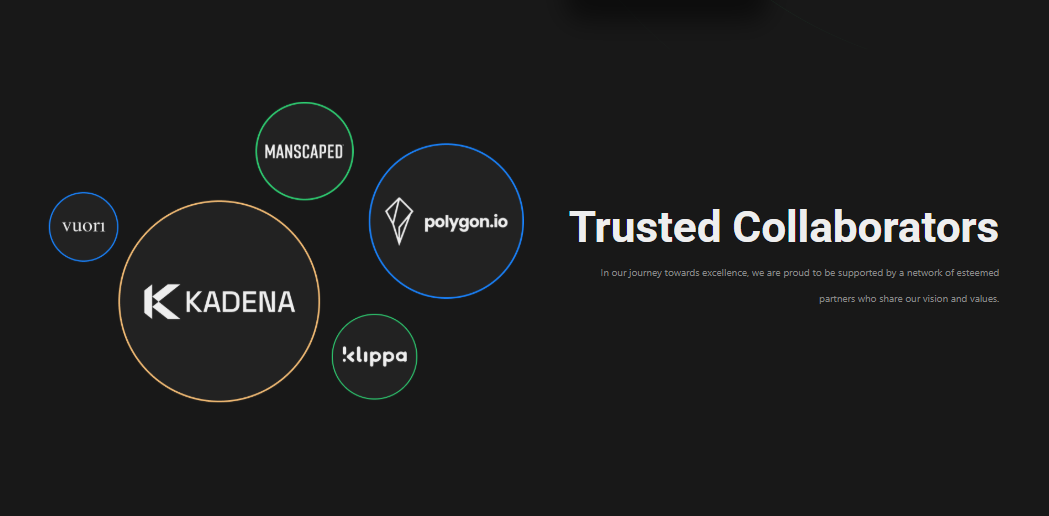 MANSCAPED
polygon.io
vuori
KADENA
klippa
Trusted Collaborators
In our journey towards excellence, we are proud to be supported by a network of esteemed
partners who share our vision and values.